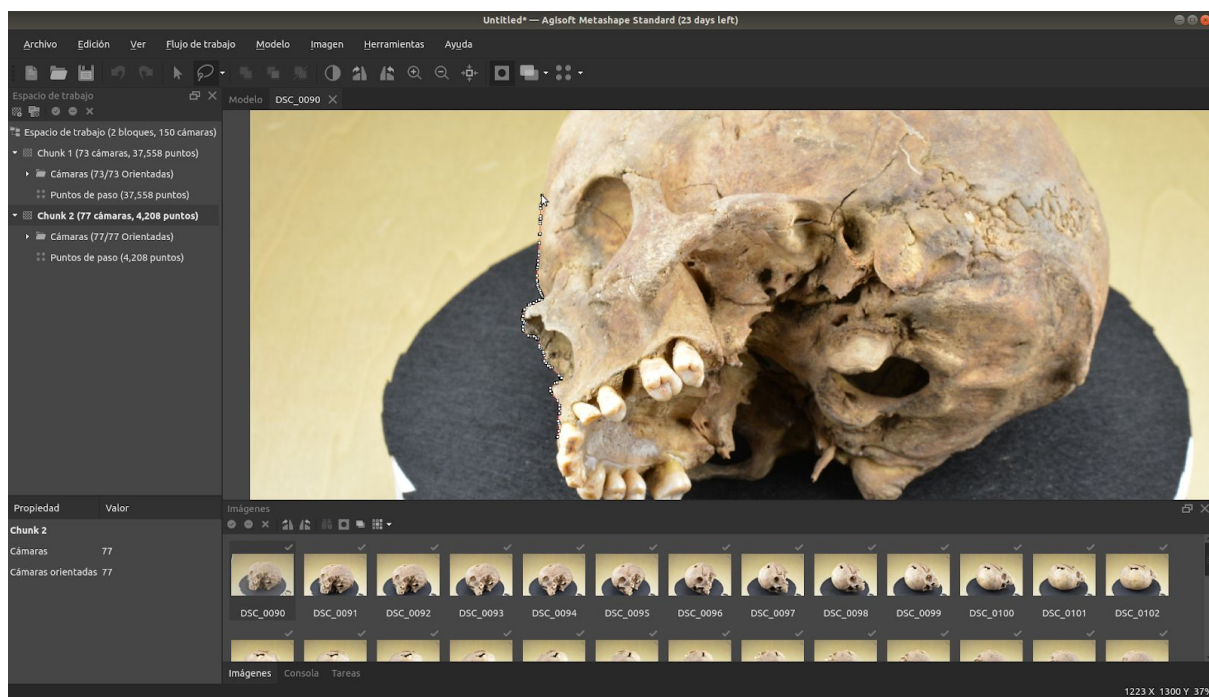 Untitled* — Agisoft Metashape Standard (23 days left)
Archivo Edición Ver Flujo de trabajo Modelo Imagen Herramientas Ayuda
Espacio de trabajo
Modelo DSC_0090
Espacio de trabajo (2 bloques, 150 cámaras)
Chunk 1 (73 cámaras, 37,558 puntos)
Cámaras (73/73 Orientadas)
Puntos de paso (37,558 puntos)
Chunk 2 (77 cámaras, 4,208 puntos)
Cámaras (77/77 Orientadas)
Puntos de paso (4,208 puntos)
Propiedad Valor
Chunk 2
Cámaras 77
Cámaras orientadas 77
Imágenes
DSC_0090 DSC_0091 DSC_0092 DSC_0093 DSC_0094 DSC_0095 DSC_0096 DSC_0097 DSC_0098 DSC_0099 DSC_0100 DSC_0101 DSC_0102
Imágenes Consola Tareas
1223 X 1300 Y 37%